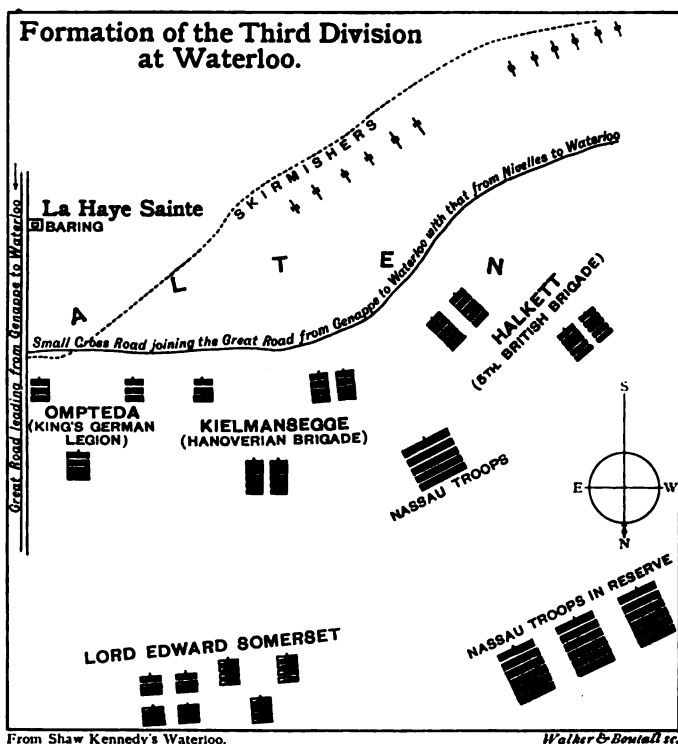 Formation of the Third Division
at Waterloo.
SKIRMISHERS
La Haye Sainte
BARING
Great Road leading from Genappe to Waterloo
ALTEN
Small Cross Road joining the Great Road from Genappe to Waterloo with that from Nivelles to Waterloo
HALKETT
(5TH. BRITISH BRIGADE)
OMPTEDA
(KING'S GERMAN
LEGION)
KIELMANSEGGE
(HANOVERIAN BRIGADE)
NASSAU TROOPS
S
E
W
N
NASSAU TROOPS IN RESERVE
LORD EDWARD SOMERSET
From Shaw Kennedy's Waterloo.
Walker & Boutall sc.